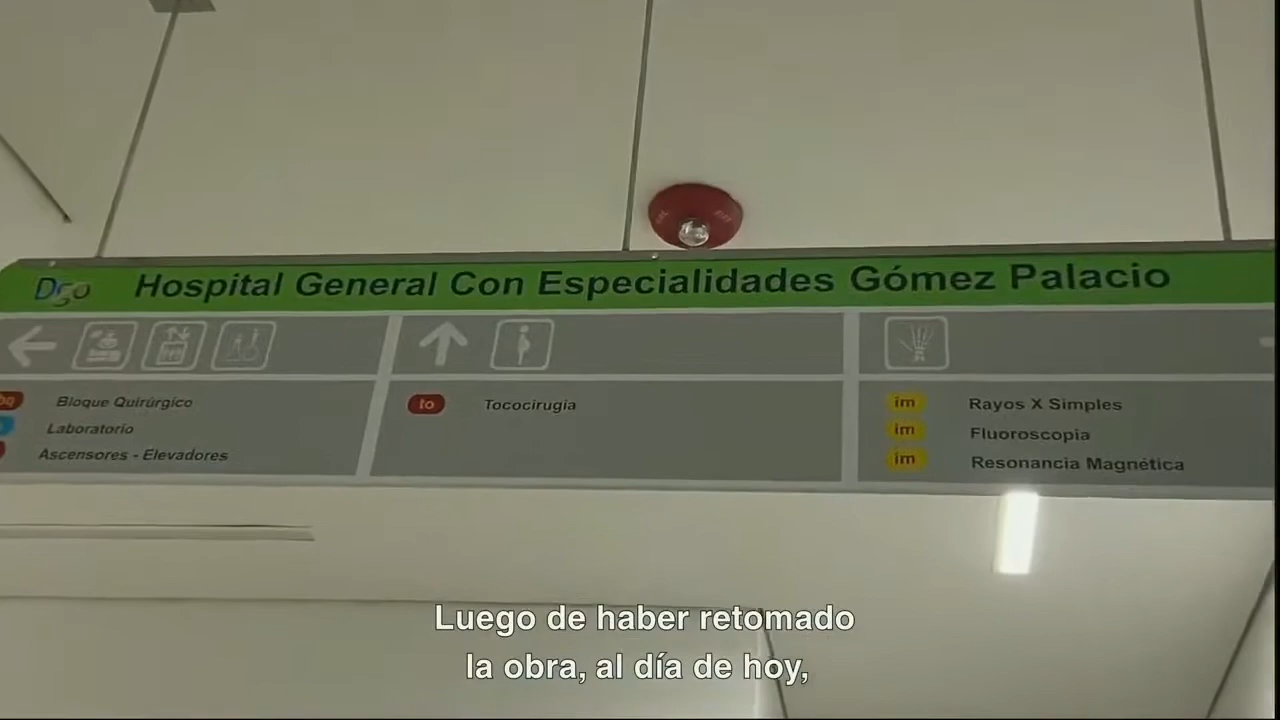 Dgo Hospital General Con Especialidades Gómez Palacio
bq Bloque Quirúrgico
Laboratorio
Ascensores - Elevadores
to Tococirugia
im Rayos X Simples
im Fluoroscopia
im Resonancia Magnética
Luego de haber retomado
la obra, al día de hoy,